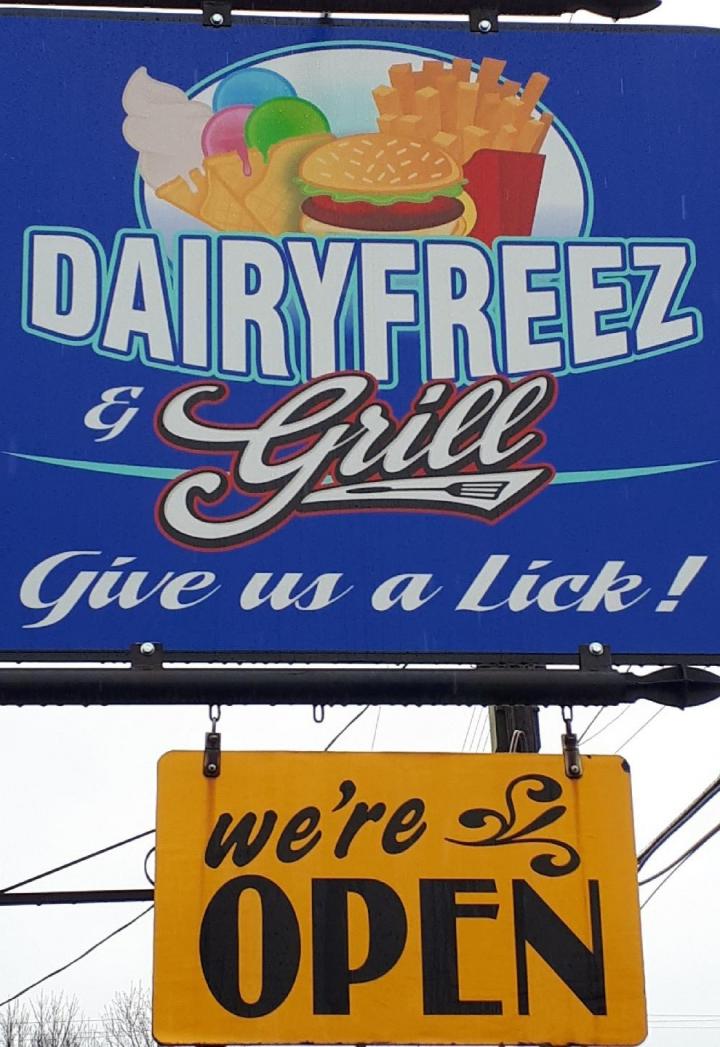 DAIRYFREEZ
& Grill
Give us a Lick!
we're
OPEN